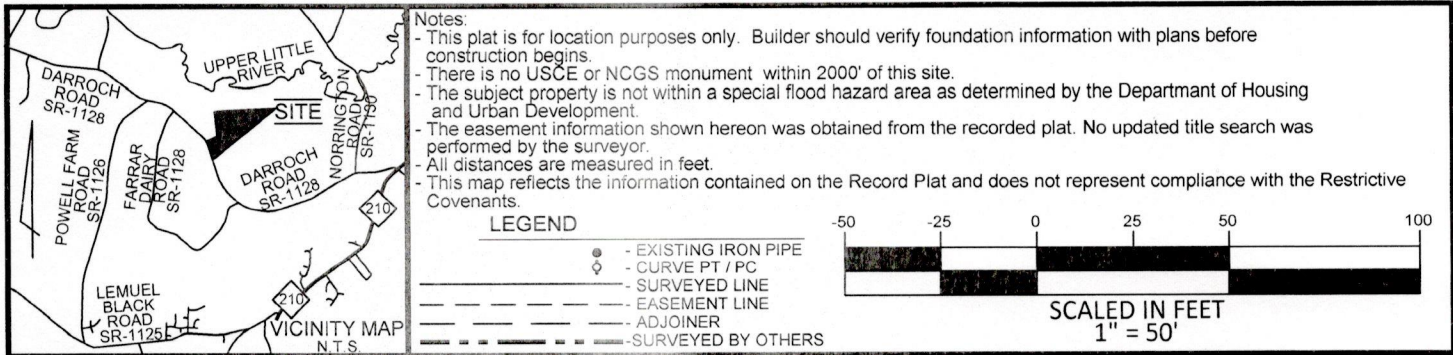 UPPER LITTLE
RIVER
DARROCH
ROAD
SR-1128
SITE
NORRINGTON
ROAD
SR-1130
POWELL FARM
ROAD
SR-1126
FARRAR
DAIRY
ROAD
SR-1128
DARROCH
ROAD
SR-1128
210
210
LEMUEL
BLACK
ROAD
SR-1125
VICINITY MAP
N.T.S.
Notes:
- This plat is for location purposes only. Builder should verify foundation information with plans before
construction begins.
- There is no USCE or NCGS monument within 2000' of this site.
- The subject property is not within a special flood hazard area as determined by the Departmant of Housing
and Urban Development.
- The easement information shown hereon was obtained from the recorded plat. No updated title search was
performed by the surveyor.
- All distances are measured in feet.
- This map reflects the information contained on the Record Plat and does not represent compliance with the Restrictive
Covenants.
LEGEND
- EXISTING IRON PIPE
- CURVE PT / PC
- SURVEYED LINE
- EASEMENT LINE
- ADJOINER
-SURVEYED BY OTHERS
-50 -25 0 25 50 100
SCALED IN FEET
1" = 50'